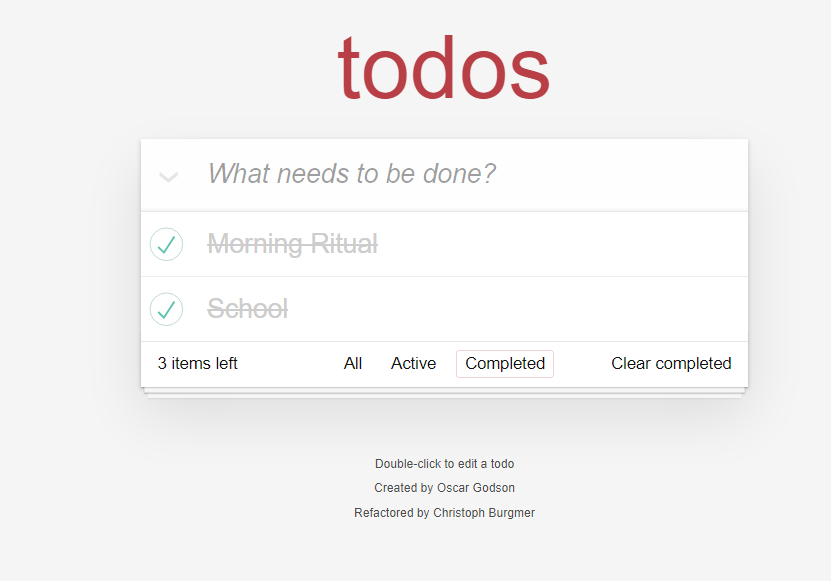 todos
What needs to be done?
Morning Ritual
School
3 items left All Active Completed Clear completed
Double-click to edit a todo
Created by Oscar Godson
Refactored by Christoph Burgmer